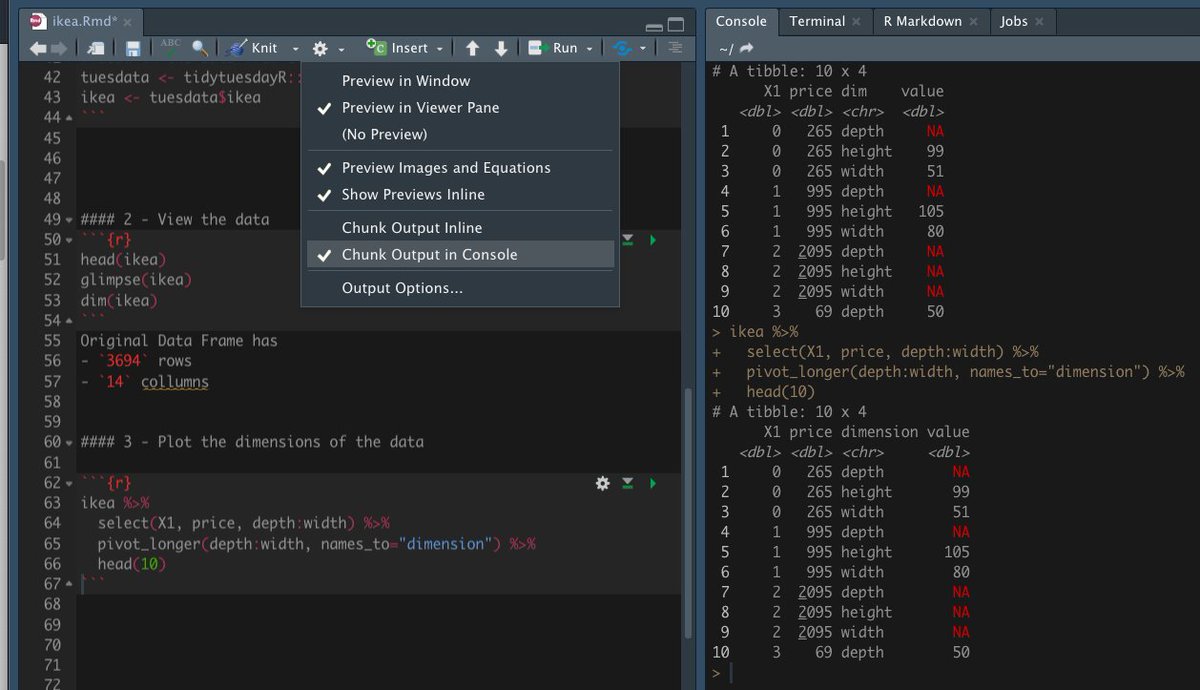 ikea.Rmd*
ABC
Knit
Insert
Run
42 tuesdata <- tidytuesdayR::
43 ikea <- tuesdata$ikea
44 ```
45
46
47
48
49 #### 2 - View the data
50 ```{r}
51 head(ikea)
52 glimpse(ikea)
53 dim(ikea)
54 ```
55 Original Data Frame has
56 - `3694` rows
57 - `14` collumns
58
59
60 #### 3 - Plot the dimensions of the data
61
62 ```{r}
63 ikea %>%
64   select(X1, price, depth:width) %>%
65   pivot_longer(depth:width, names_to="dimension") %>%
66   head(10)
67 ```
68
69
70
71
72
Preview in Window
Preview in Viewer Pane
(No Preview)
Preview Images and Equations
Show Previews Inline
Chunk Output Inline
Chunk Output in Console
Output Options...
Console Terminal R Markdown Jobs
~/
# A tibble: 10 x 4
X1 price dim value
<dbl> <dbl> <chr> <dbl>
1 0 265 depth NA
2 0 265 height 99
3 0 265 width 51
4 1 995 depth NA
5 1 995 height 105
6 1 995 width 80
7 2 2095 depth NA
8 2 2095 height NA
9 2 2095 width NA
10 3 69 depth 50
> ikea %>%
+   select(X1, price, depth:width) %>%
+   pivot_longer(depth:width, names_to="dimension") %>%
+   head(10)
# A tibble: 10 x 4
X1 price dimension value
<dbl> <dbl> <chr> <dbl>
1 0 265 depth NA
2 0 265 height 99
3 0 265 width 51
4 1 995 depth NA
5 1 995 height 105
6 1 995 width 80
7 2 2095 depth NA
8 2 2095 height NA
9 2 2095 width NA
10 3 69 depth 50
>